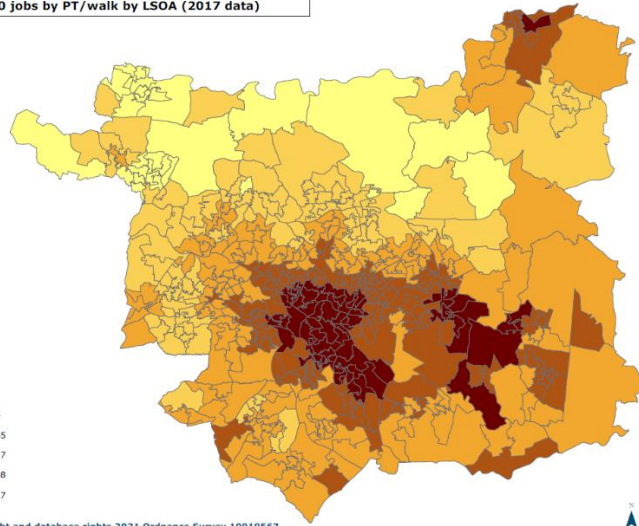 0 jobs by PT/walk by LSOA (2017 data)
5
7
8
7
ht and database rights 2021 Ordnance Survey 100019567
N